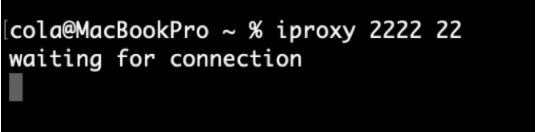 [cola@MacBookPro ~ % iproxy 2222 22
waiting for connection